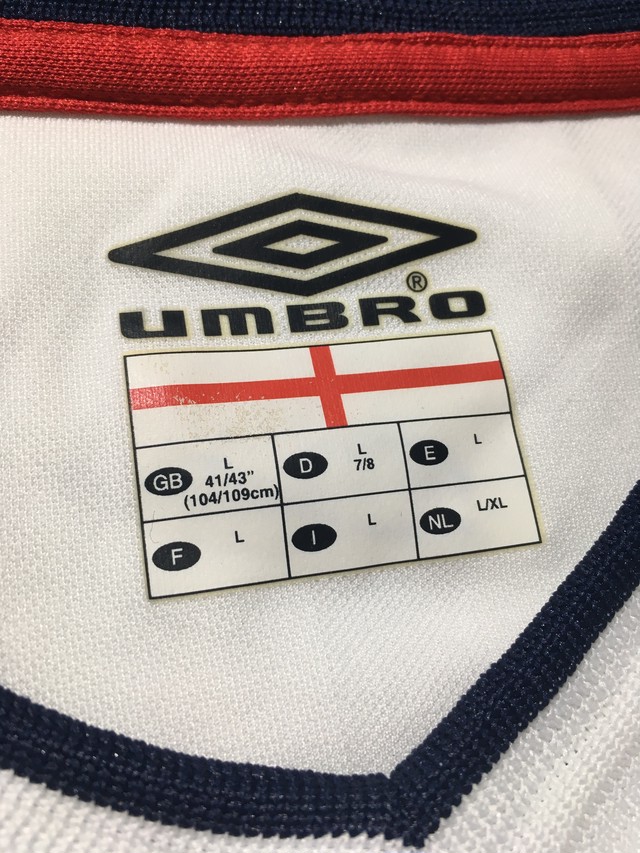 UMBRO®
GB L
41/43"
(104/109cm)
D L
7/8
E L
F L
I L
NL L/XL